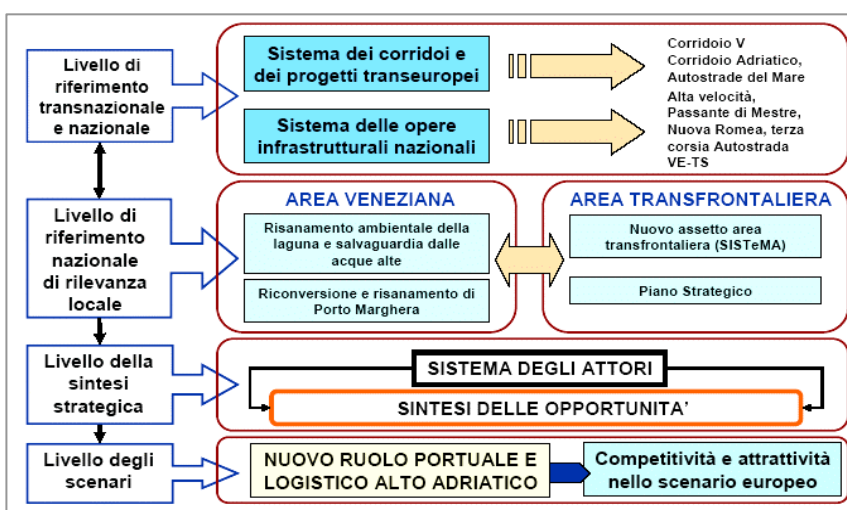 Livello di
riferimento
transnazionale
e nazionale
Sistema dei corridoi e
dei progetti transeuropei
Corridoio V
Corridoio Adriatico,
Autostrade del Mare
Sistema delle opere
infrastrutturali nazionali
Alta velocità,
Passante di Mestre,
Nuova Romea, terza
corsia Autostrada
VE-TS
Livello di
riferimento
nazionale
di rilevanza
locale
AREA VENEZIANA
Risanamento ambientale della
laguna e salvaguardia dalle
acque alte
Riconversione e risanamento di
Porto Marghera
AREA TRANSFRONTALIERA
Nuovo assetto area
transfrontaliera (SISTeMA)
Piano Strategico
Livello della
sintesi
strategica
SISTEMA DEGLI ATTORI
SINTESI DELLE OPPORTUNITA'
Livello degli
scenari
NUOVO RUOLO PORTUALE E
LOGISTICO ALTO ADRIATICO
Competitività e attrattività
nello scenario europeo